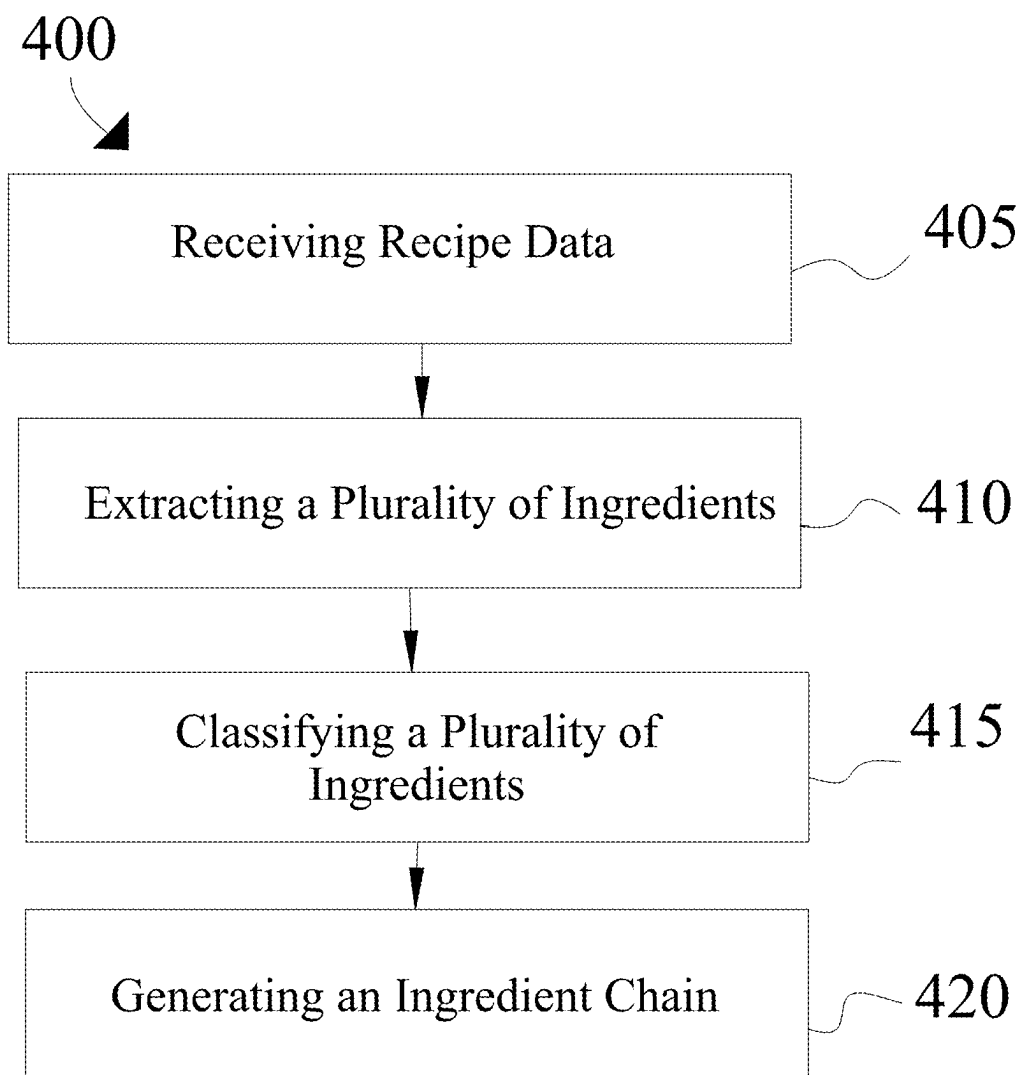 400
Receiving Recipe Data
405
Extracting a Plurality of Ingredients
410
Classifying a Plurality of
Ingredients
415
Generating an Ingredient Chain
420